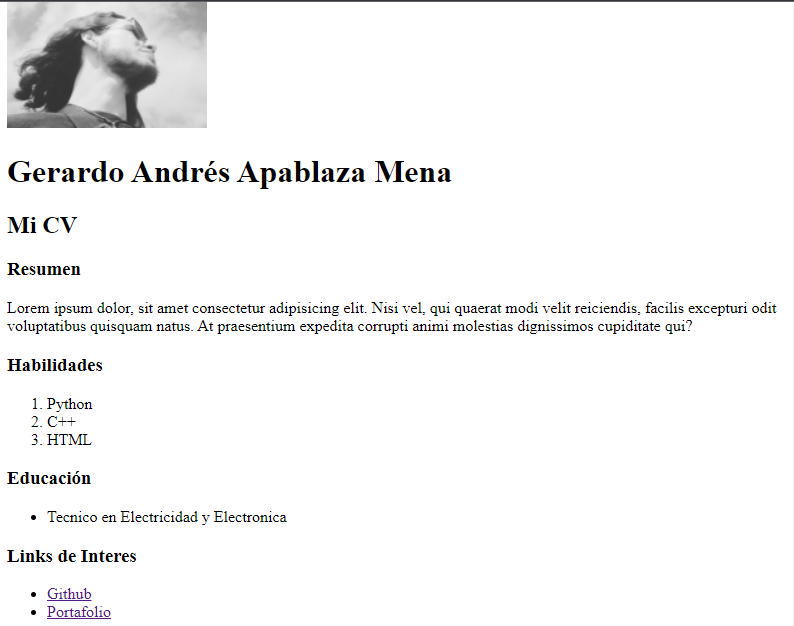 Gerardo Andrés Apablaza Mena
Mi CV
Resumen
Lorem ipsum dolor, sit amet consectetur adipisicing elit. Nisi vel, qui quaerat modi velit reiciendis, facilis excepturi odit
voluptatibus quisquam natus. At praesentium expedita corrupti animi molestias dignissimos cupiditate qui?
Habilidades
1. Python
2. C++
3. HTML
Educación
• Tecnico en Electricidad y Electronica
Links de Interes
• Github
• Portafolio